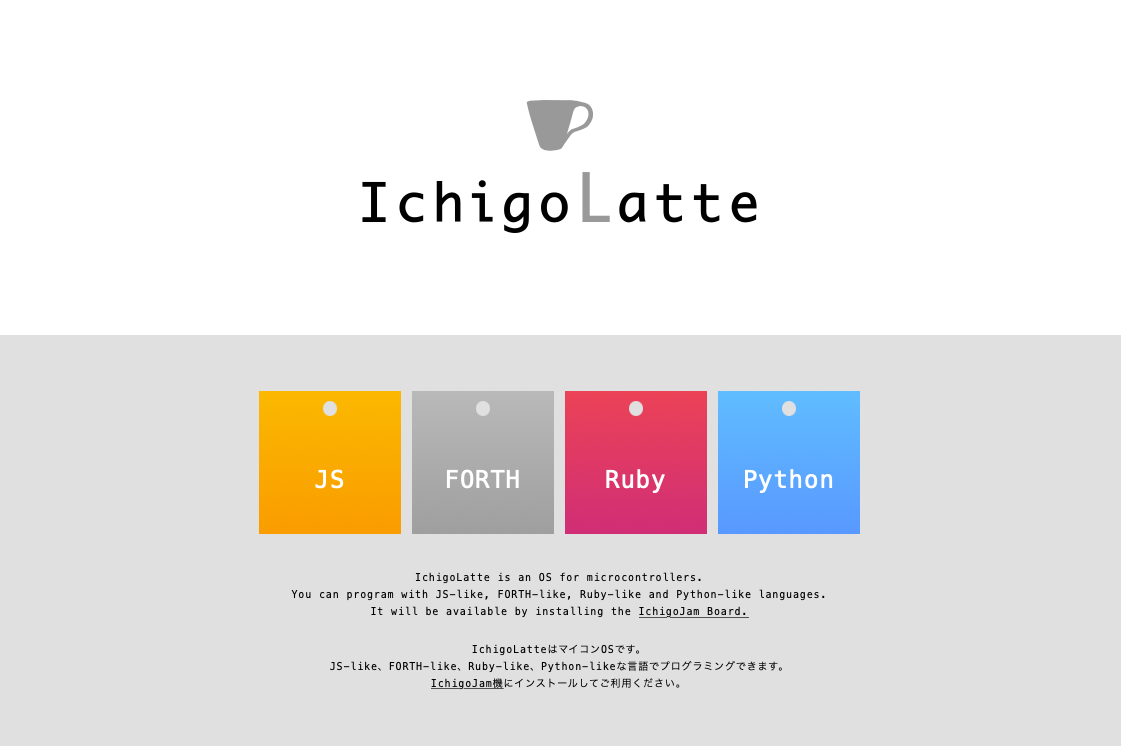 IchigoLatte
JS
FORTH
Ruby
Python
IchigoLatte is an OS for microcontrollers.
You can program with JS-like, FORTH-like, Ruby-like and Python-like languages.
It will be available by installing the IchigoJam Board.
IchigoLatteはマイコンOSです。
JS-like、FORTH-like、Ruby-like、Python-likeな言語でプログラミングできます。
IchigoJam機にインストールしてご利用ください。